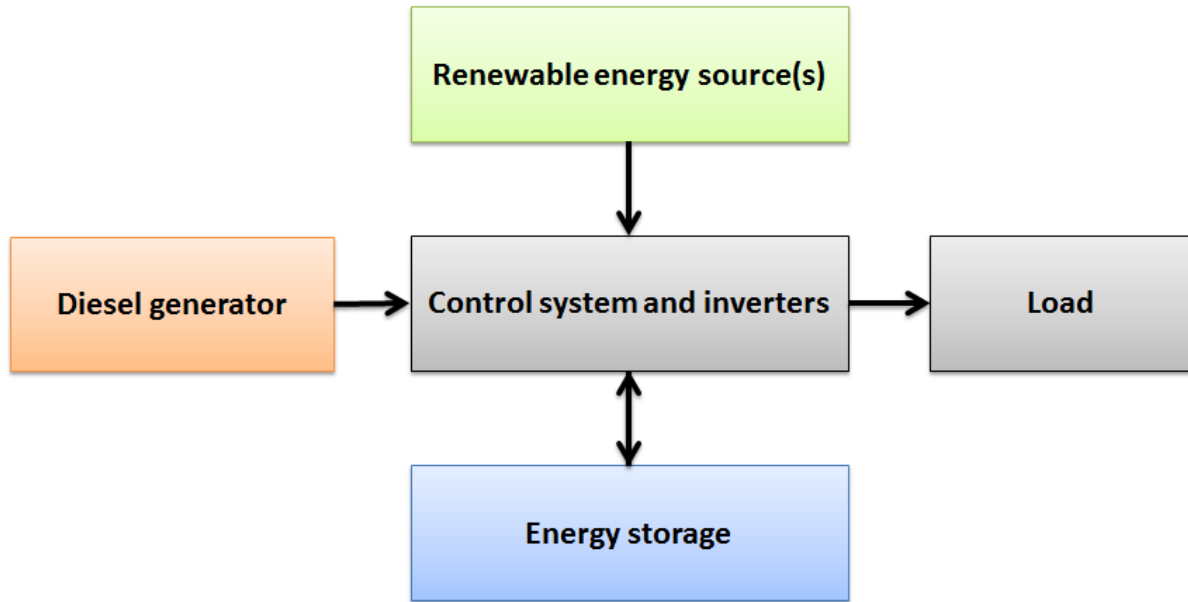 Renewable energy source(s)
Diesel generator
Control system and inverters
Load
Energy storage